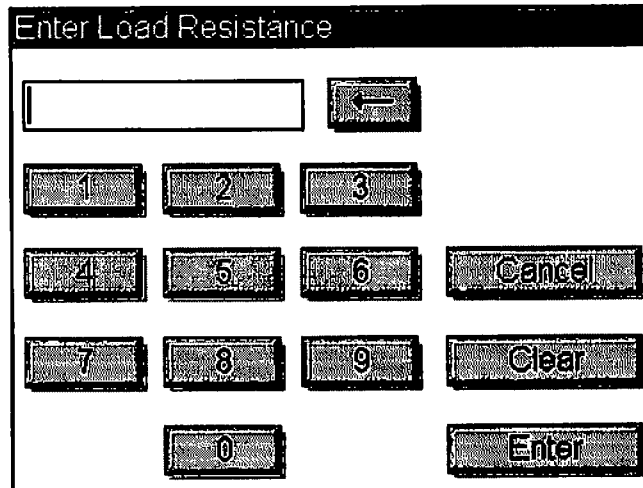 Enter Load Resistance
←
1 2 3
4 5 6 Cancel
7 8 9 Clear
0 Enter